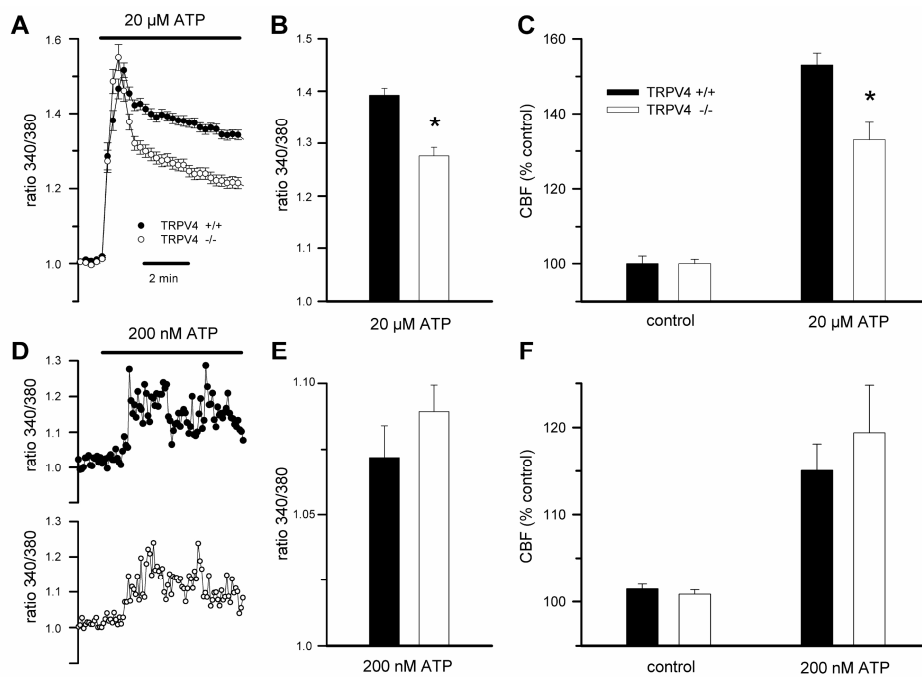 A
20 µM ATP
ratio 340/380
1.6
1.4
1.2
1.0
TRPV4 +/+
TRPV4 -/-
2 min
B
ratio 340/380
1.5
1.4
1.3
1.2
1.1
1.0
*
20 µM ATP
C
CBF (% control)
160
140
120
100
TRPV4 +/+
TRPV4 -/-
*
control
20 µM ATP
D
200 nM ATP
ratio 340/380
1.3
1.2
1.1
1.0
ratio 340/380
1.3
1.2
1.1
1.0
E
ratio 340/380
1.10
1.05
1.0
200 nM ATP
F
CBF (% control)
120
110
100
control
200 nM ATP